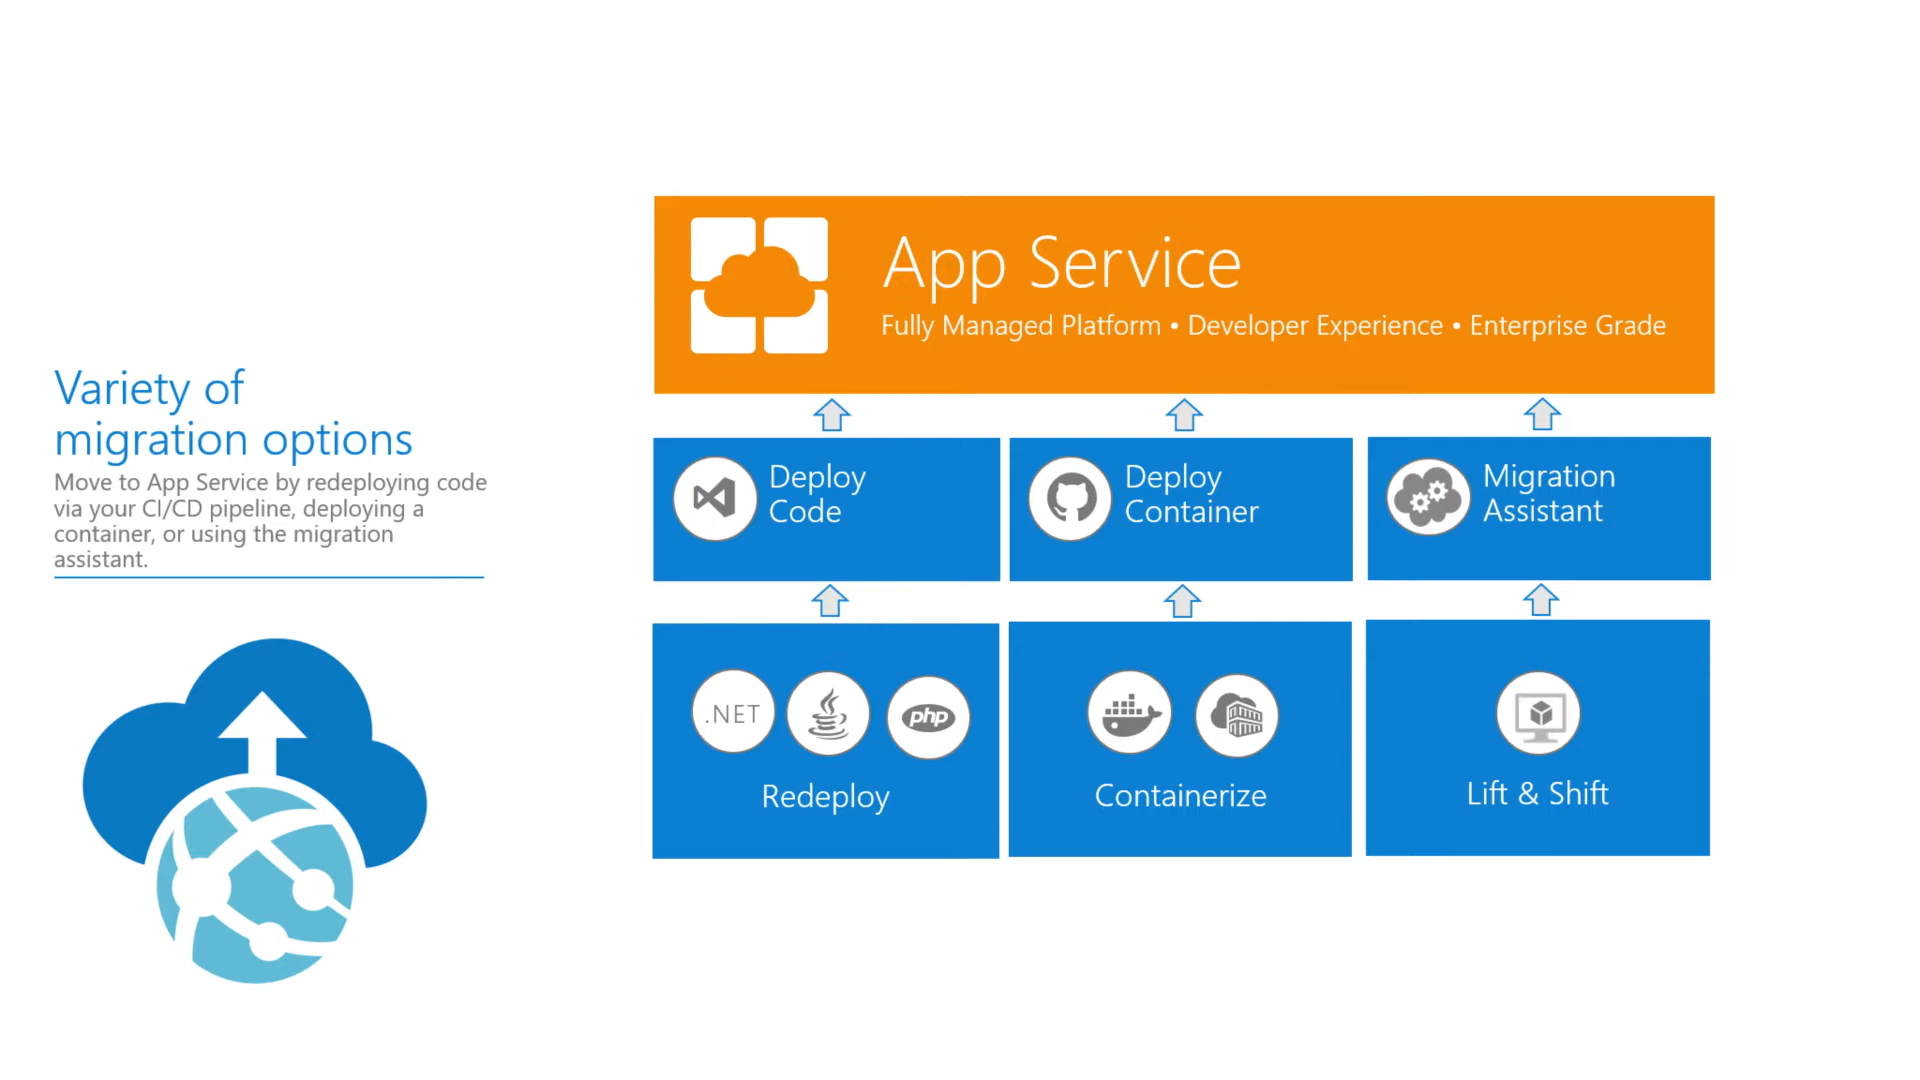 Variety of
migration options
Move to App Service by redeploying code
via your CI/CD pipeline, deploying a
container, or using the migration
assistant.
App Service
Fully Managed Platform • Developer Experience • Enterprise Grade
Deploy
Code
Deploy
Container
Migration
Assistant
.NET
php
Redeploy
Containerize
Lift & Shift